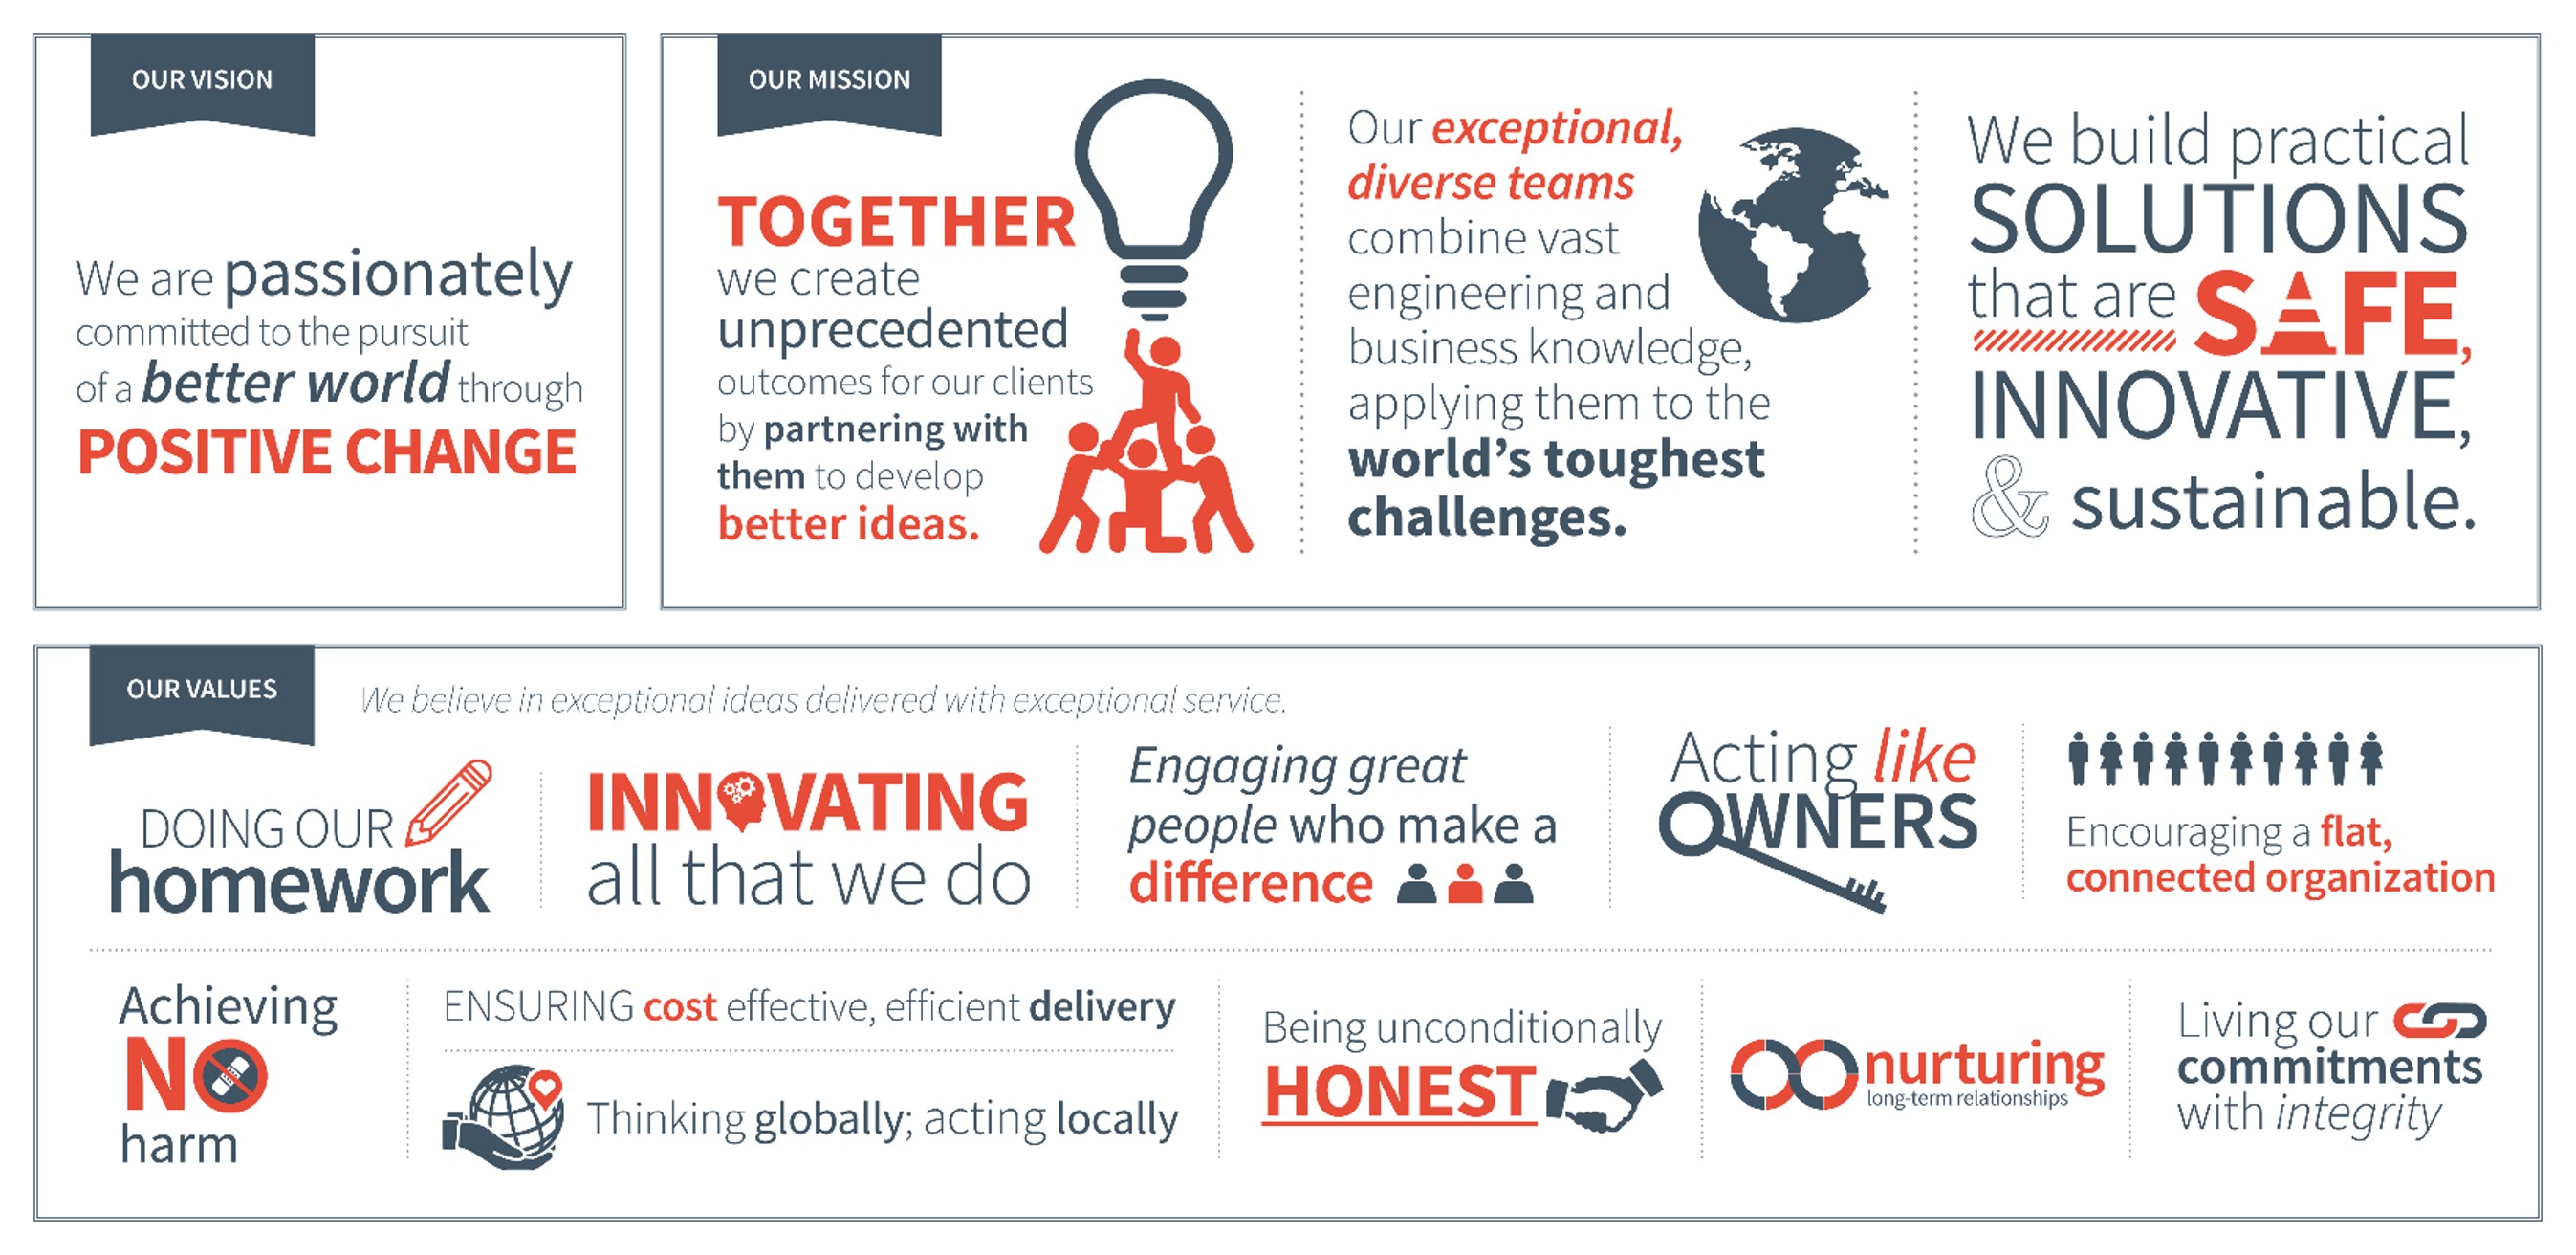 OUR VISION
We are passionately
committed to the pursuit
of a better world through
POSITIVE CHANGE
OUR MISSION
TOGETHER
we create
unprecedented
outcomes for our clients
by partnering with
them to develop
better ideas.
Our exceptional,
diverse teams
combine vast
engineering and
business knowledge,
applying them to the
world's toughest
challenges.
We build practical
SOLUTIONS
that are SAFE,
INNOVATIVE,
& sustainable.
OUR VALUES
We believe in exceptional ideas delivered with exceptional service.
DOING OUR
homework
INNOVATING
all that we do
Engaging great
people who make a
difference
Acting like
OWNERS
Encouraging a flat,
connected organization
Achieving
NO
harm
ENSURING cost effective, efficient delivery
Thinking globally; acting locally
Being unconditionally
HONEST
nurturing
long-term relationships
Living our
commitments
with integrity